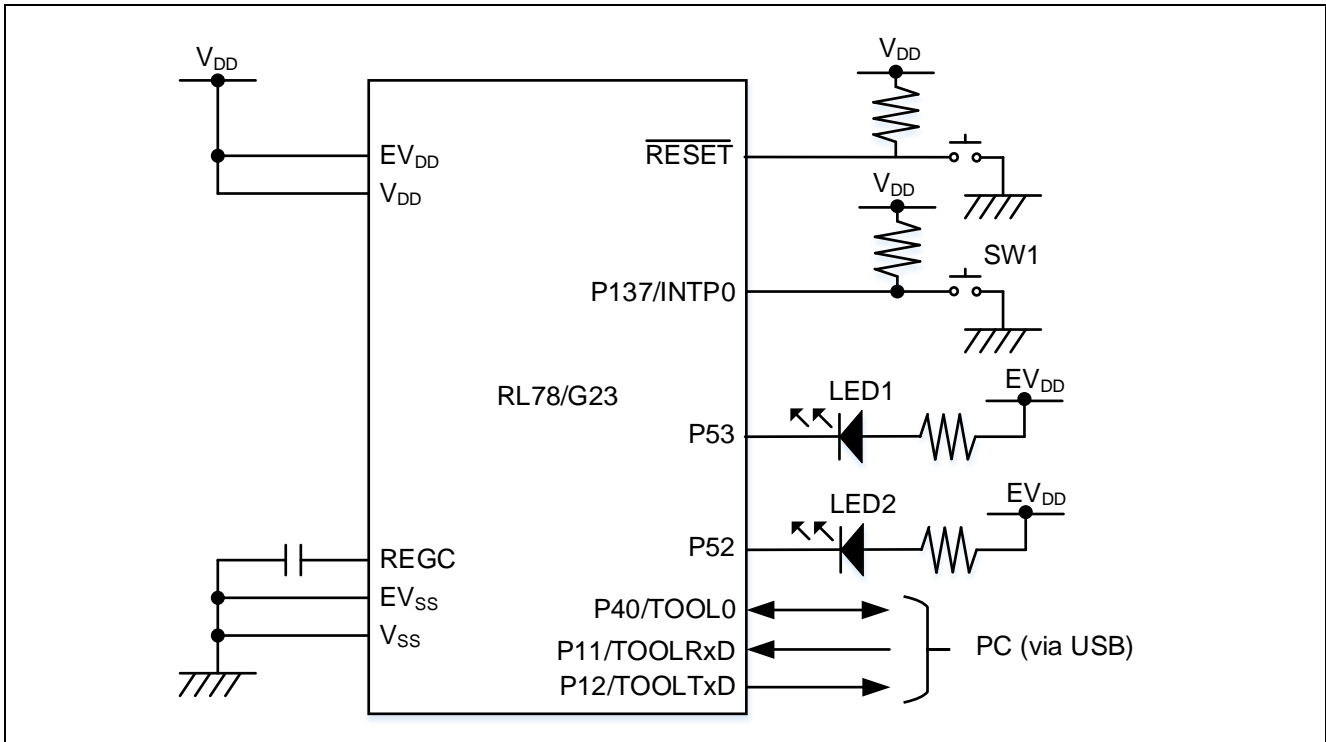 VDD
EVDD
VDD
RL78/G23
REGC
EVSS
VSS
RESET
P137/INTP0
P53
P52
P40/TOOL0
P11/TOOLRxD
P12/TOOLTxD
VDD
VDD
SW1
LED1
EVDD
LED2
EVDD
PC (via USB)